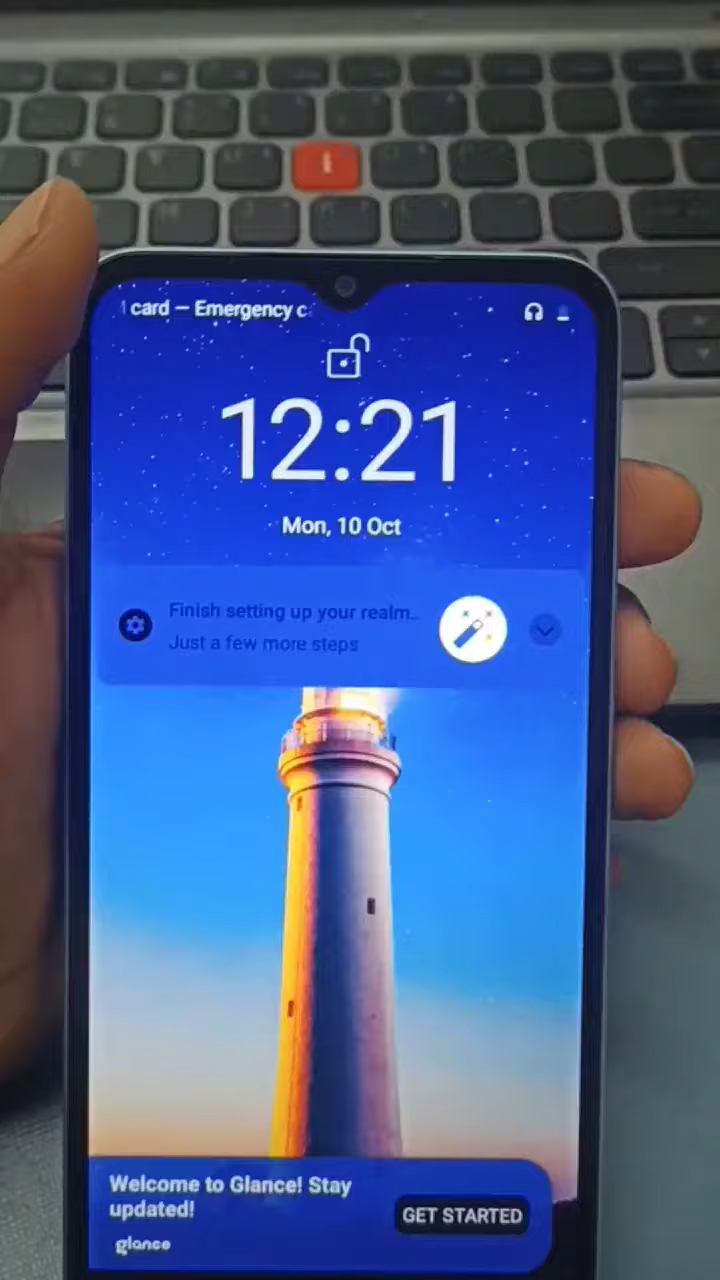 card — Emergency c
12:21
Mon, 10 Oct
Finish setting up your realm..
Just a few more steps
Welcome to Glance! Stay
updated!
GET STARTED
glance